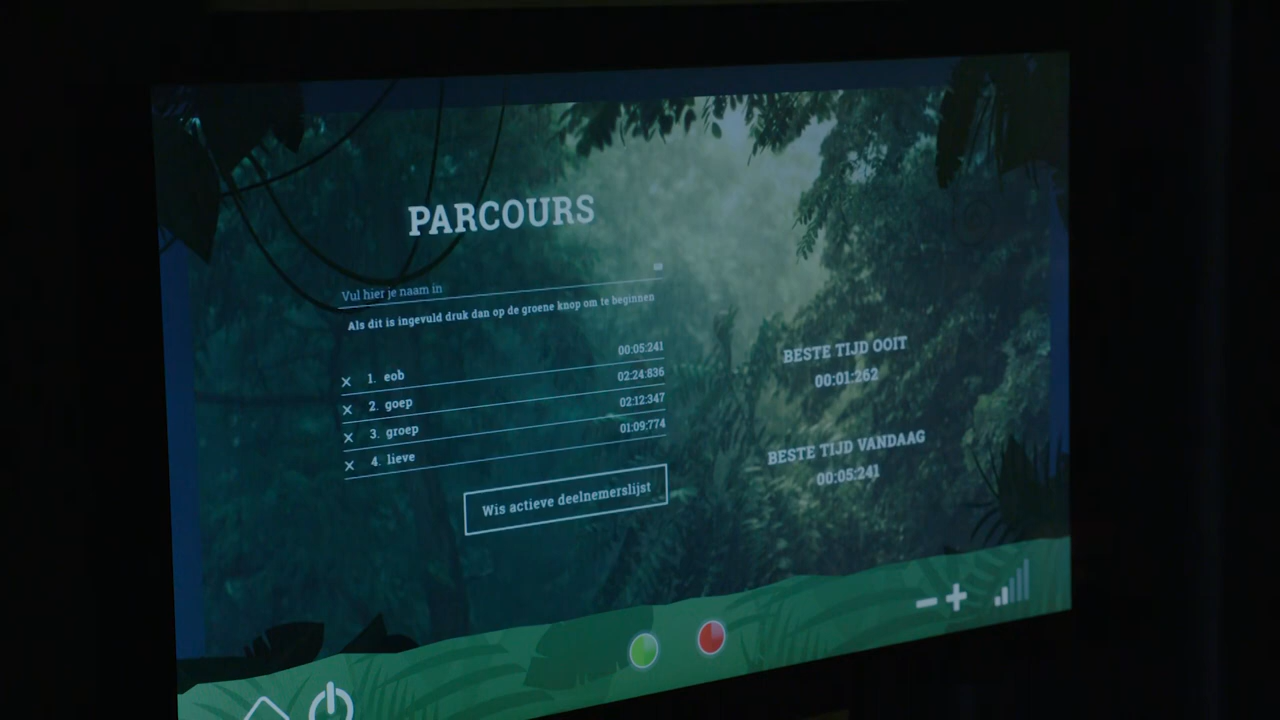 PARCOURS
Vul hier je naam in
Als dit is ingevuld druk dan op de groene knop om te beginnen
1. eob 00:05:241
2. goep 02:24:836
3. groep 02:12:347
4. lieve 01:09:774
Wis actieve deelnemerslijst
BESTE TIJD OOIT
00:01:262
BESTE TIJD VANDAAG
00:05:241